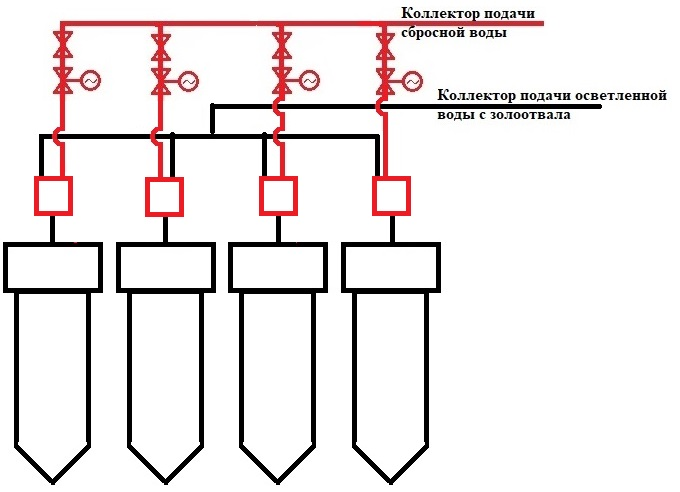 Коллектор подачи
сбросной воды
Коллектор подачи осветленной
воды с золоотвала